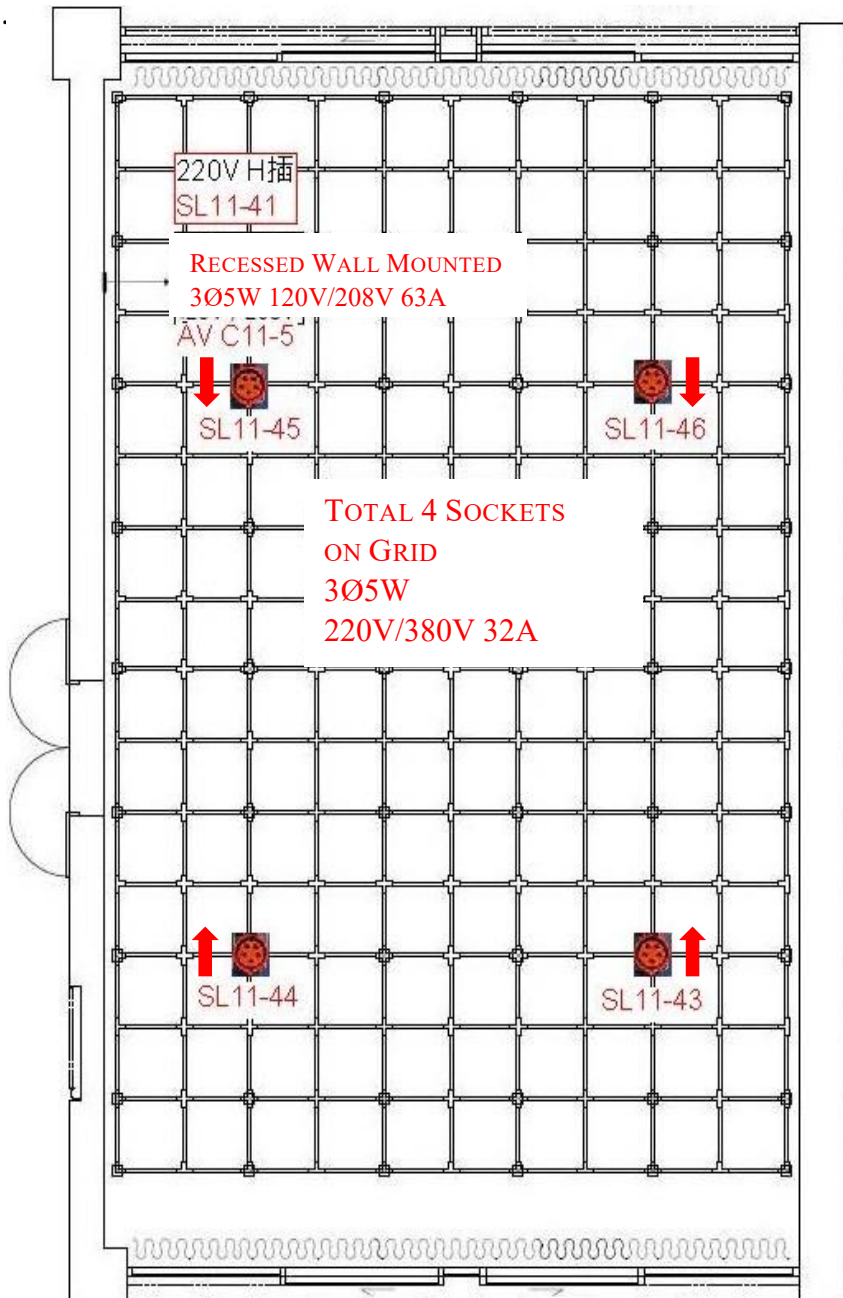 220V H插
SL11-41
RECESSED WALL MOUNTED
3Ø5W 120V/208V 63A
AV C11-5
SL11-45
SL11-46
TOTAL 4 SOCKETS
ON GRID
3Ø5W
220V/380V 32A
SL11-44
SL11-43